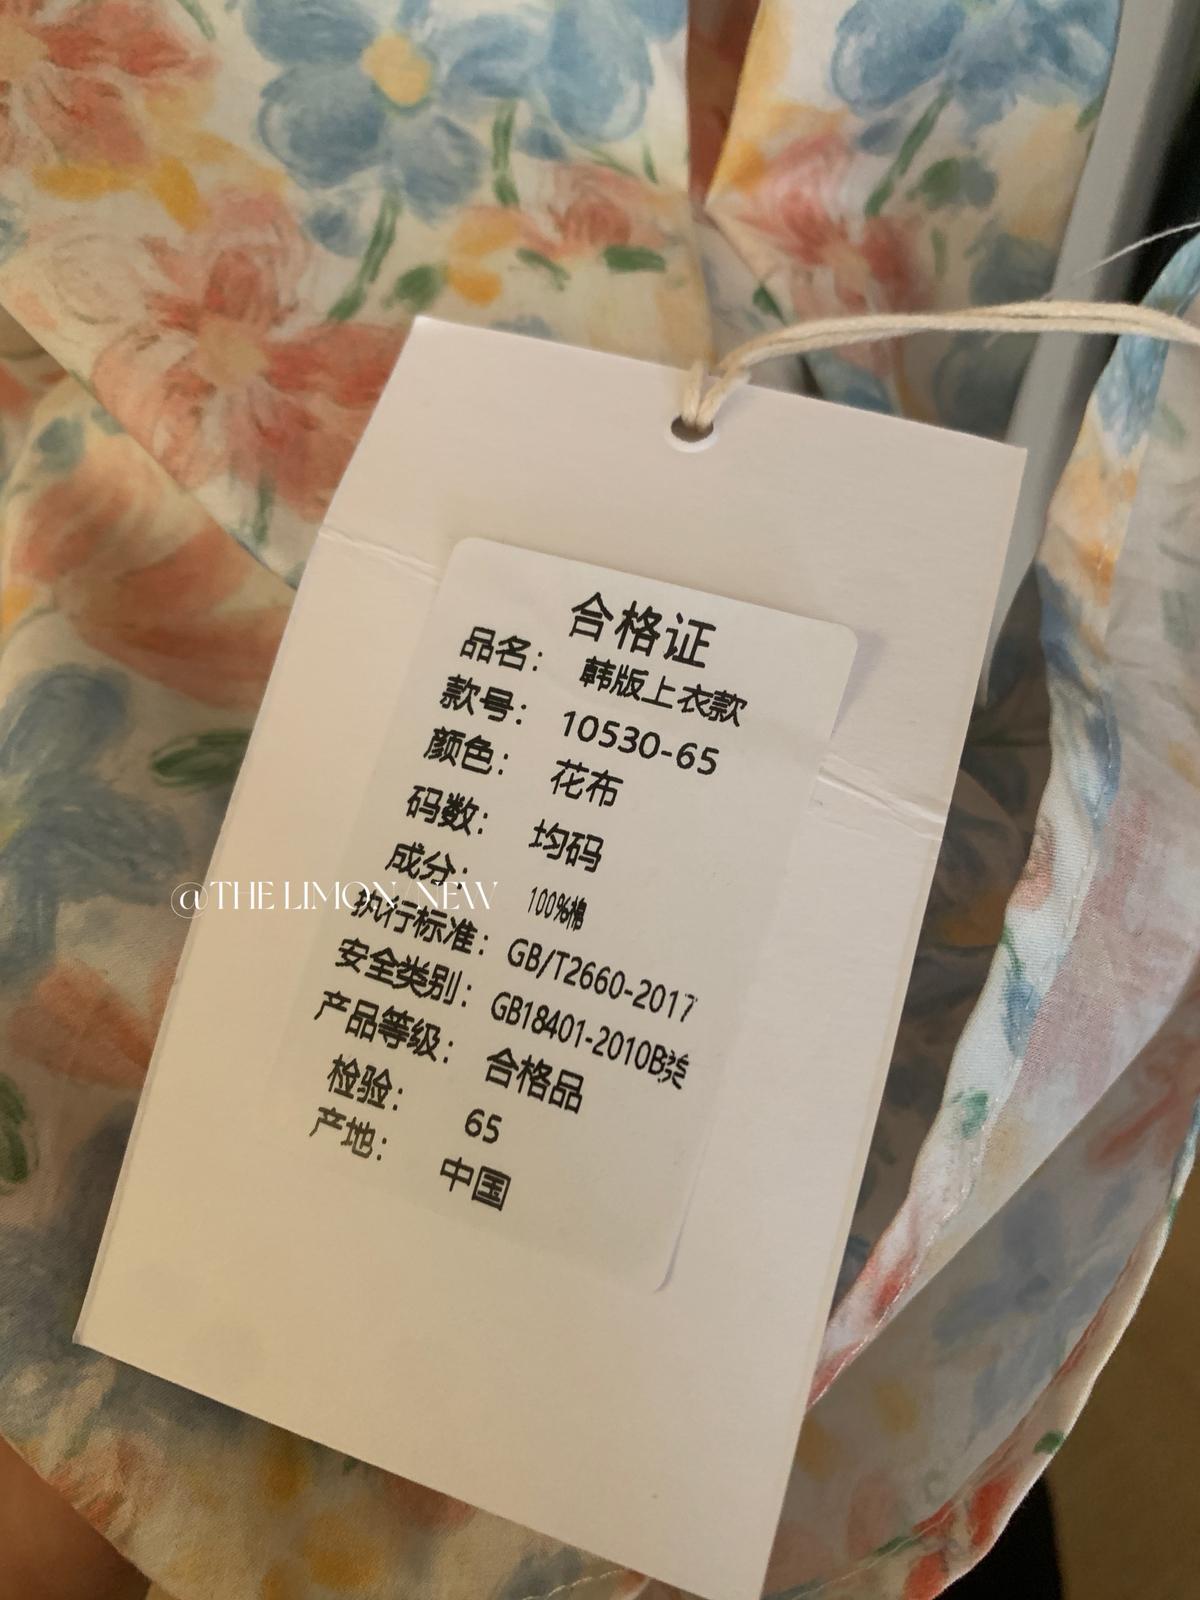 合格证
品名： 韩版上衣款
款号： 10530-65
颜色： 花布
码数： 均码
成分： 100%棉
@THE LIMON/NEW
执行标准： GB/T2660-2017
安全类别： GB18401-2010B类
产品等级： 合格品
检验： 65
产地： 中国